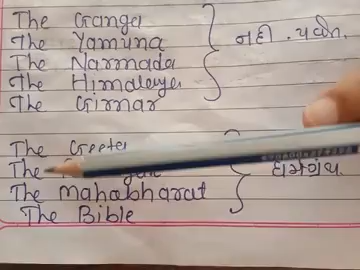 The Ganga
The Yamuna
The Narmada
The Himalaya
The Girnar
નદી પર્વત
The Geeta
The
The Mahabharat
The Bible
ધર્મગ્રંથ